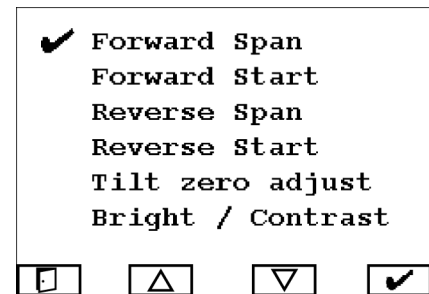 Forward Span
Forward Start
Reverse Span
Reverse Start
Tilt zero adjust
Bright / Contrast